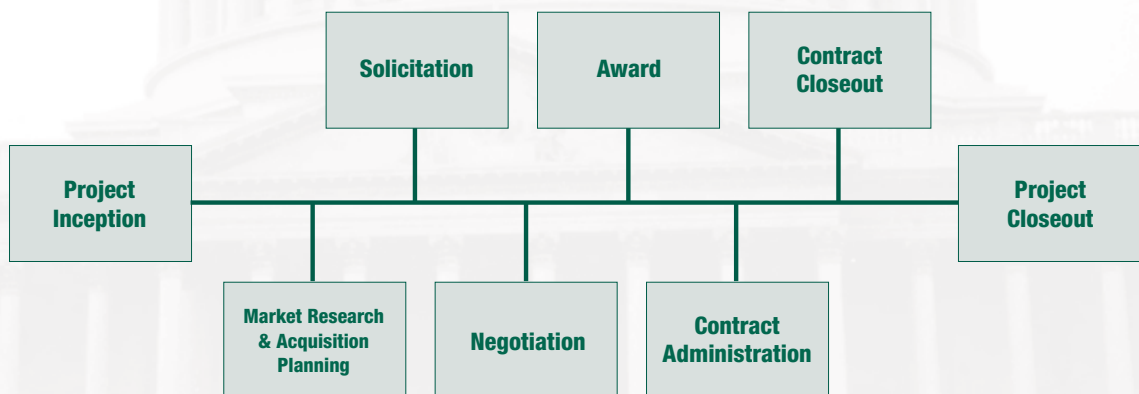 Solicitation
Award
Contract
Closeout
Project
Inception
Project
Closeout
Market Research
& Acquisition
Planning
Negotiation
Contract
Administration